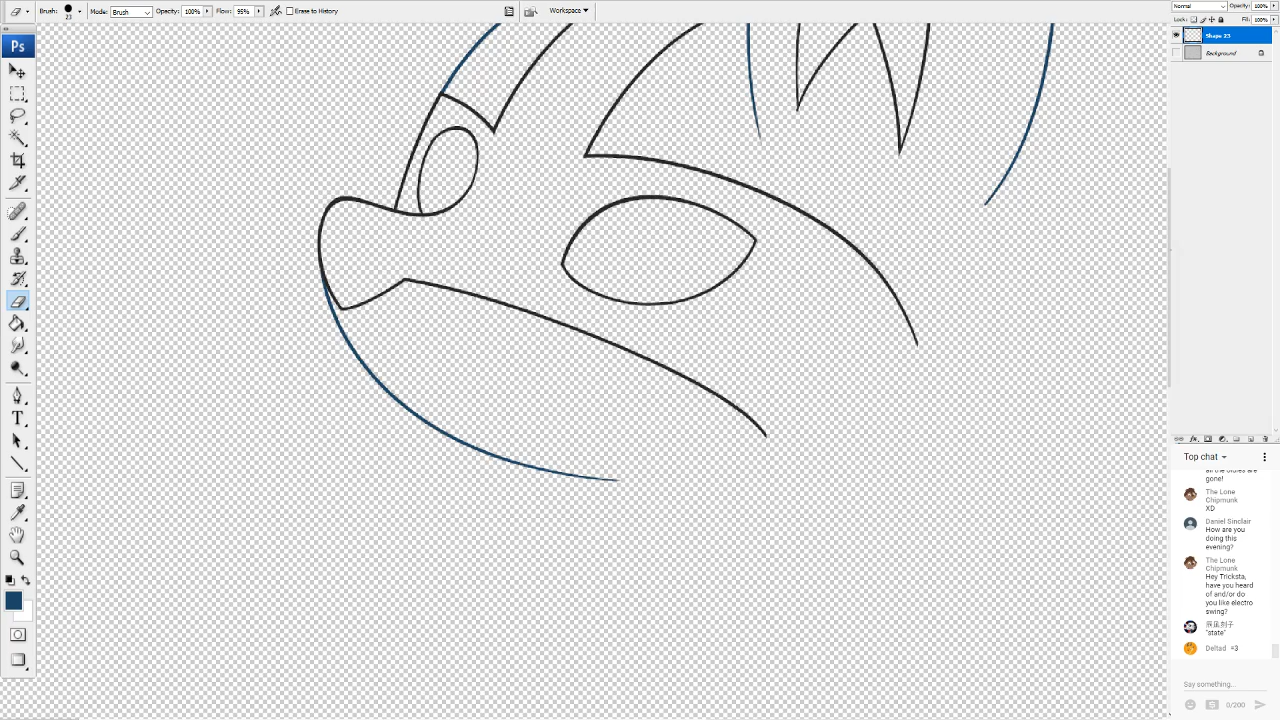 Brush: Mode: Brush Opacity: 100% Flow: 95% Erase to History Workspace
23
Ps
T
Normal Opacity: 100%
Lock: Fill: 100%
Shape 23
Background
fx
Top chat
gone!
The Lone
Chipmunk
XD
Daniel Sinclair
How are you
doing this
evening?
The Lone
Chipmunk
Hey Tricksta,
have you heard
of and/or do
you like electro
swing?
"state"
Deltad =3
Say something...
0/200